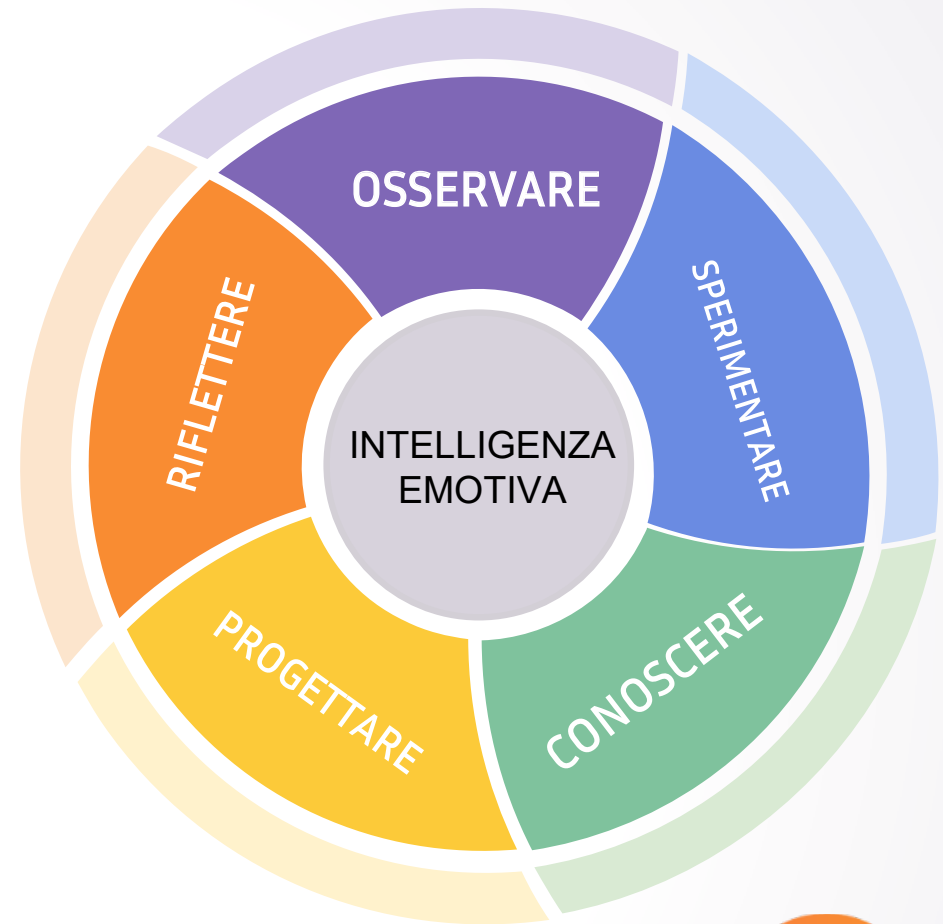 OSSERVARE
SPERIMENTARE
CONOSCERE
PROGETTARE
RIFLETTERE
INTELLIGENZA
EMOTIVA